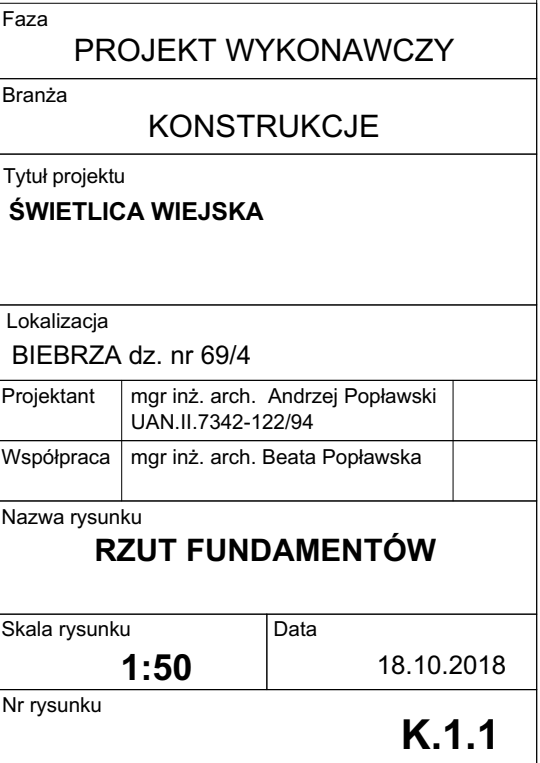 Faza
PROJEKT WYKONAWCZY
Branża
KONSTRUKCJE
Tytuł projektu
ŚWIETLICA WIEJSKA
Lokalizacja
BIEBRZA dz. nr 69/4
Projektant mgr inż. arch. Andrzej Popławski
UAN.II.7342-122/94
Współpraca mgr inż. arch. Beata Popławska
Nazwa rysunku
RZUT FUNDAMENTÓW
Skala rysunku Data
1:50 18.10.2018
Nr rysunku
K.1.1